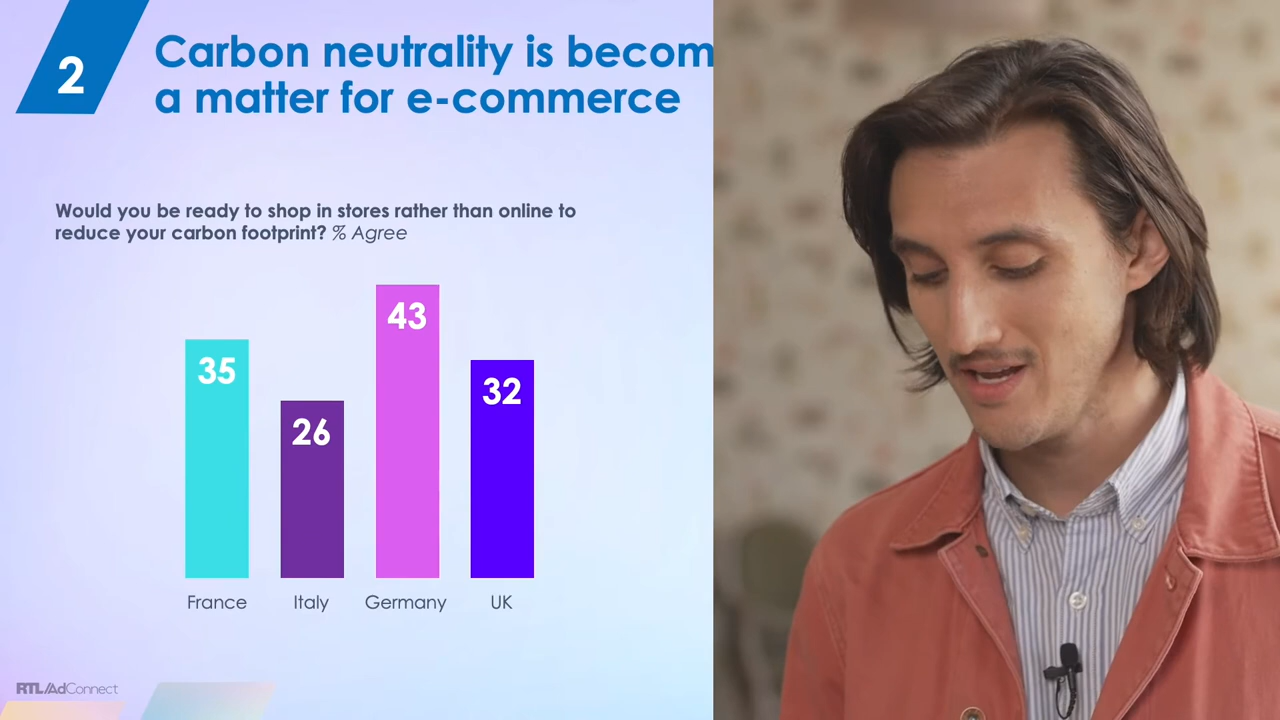 2
Carbon neutrality is becom
a matter for e-commerce
Would you be ready to shop in stores rather than online to
reduce your carbon footprint? % Agree
35
26
43
32
France
Italy
Germany
UK
RTL/AdConnect